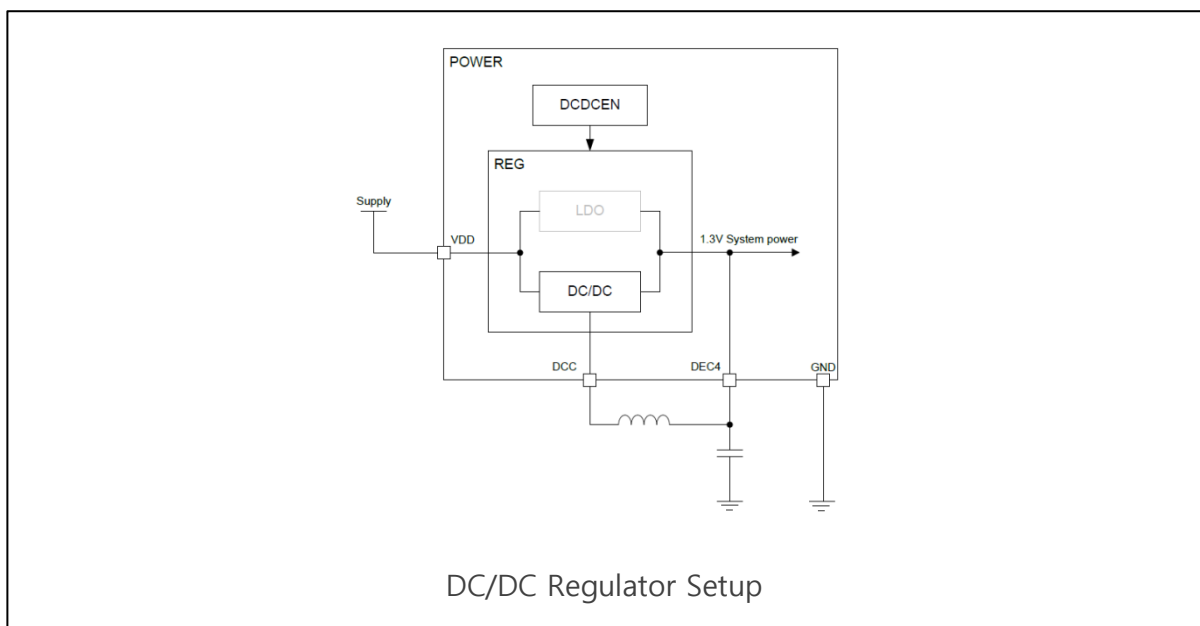 POWER
DCDCEN
REG
LDO
Supply
VDD
1.3V System power
DC/DC
DCC
DEC4
GND
DC/DC Regulator Setup